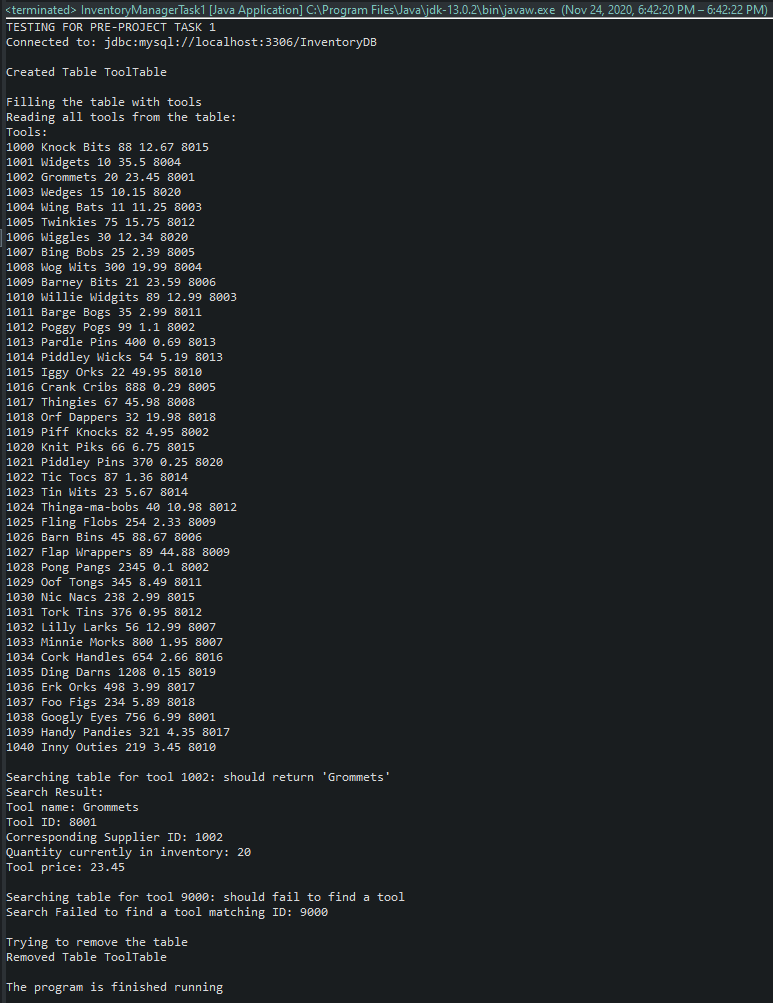 <terminated> InventoryManagerTask1 [Java Application] C:\Program Files\Java\jdk-13.0.2\bin\javaw.exe (Nov 24, 2020, 6:42:20 PM – 6:42:22 PM)
TESTING FOR PRE-PROJECT TASK 1
Connected to: jdbc:mysql://localhost:3306/InventoryDB
Created Table ToolTable
Filling the table with tools
Reading all tools from the table:
Tools:
1000 Knock Bits 88 12.67 8015
1001 Widgets 10 35.5 8004
1002 Grommets 20 23.45 8001
1003 Wedges 15 10.15 8020
1004 Wing Bats 11 11.25 8003
1005 Twinkies 75 15.75 8012
1006 Wiggles 30 12.34 8020
1007 Bing Bobs 25 2.39 8005
1008 Wog Wits 300 19.99 8004
1009 Barney Bits 21 23.59 8006
1010 Willie Widgits 89 12.99 8003
1011 Barge Bogs 35 2.99 8011
1012 Poggy Pogs 99 1.1 8002
1013 Pardle Pins 400 0.69 8013
1014 Piddley Wicks 54 5.19 8013
1015 Iggy Orks 22 49.95 8010
1016 Crank Cribs 888 0.29 8005
1017 Thingies 67 45.98 8008
1018 Orf Dappers 32 19.98 8018
1019 Piff Knocks 82 4.95 8002
1020 Knit Piks 66 6.75 8015
1021 Piddley Pins 370 0.25 8020
1022 Tic Tocs 87 1.36 8014
1023 Tin Wits 23 5.67 8014
1024 Thinga-ma-bobs 40 10.98 8012
1025 Fling Flobs 254 2.33 8009
1026 Barn Bins 45 88.67 8006
1027 Flap Wrappers 89 44.88 8009
1028 Pong Pangs 2345 0.1 8002
1029 Oof Tongs 345 8.49 8011
1030 Nic Nacs 238 2.99 8015
1031 Tork Tins 376 0.95 8012
1032 Lilly Larks 56 12.99 8007
1033 Minnie Morks 800 1.95 8007
1034 Cork Handles 654 2.66 8016
1035 Ding Darns 1208 0.15 8019
1036 Erk Orks 498 3.99 8017
1037 Foo Figs 234 5.89 8018
1038 Googly Eyes 756 6.99 8001
1039 Handy Pandies 321 4.35 8017
1040 Inny Outies 219 3.45 8010
Searching table for tool 1002: should return 'Grommets'
Search Result:
Tool name: Grommets
Tool ID: 8001
Corresponding Supplier ID: 1002
Quantity currently in inventory: 20
Tool price: 23.45
Searching table for tool 9000: should fail to find a tool
Search Failed to find a tool matching ID: 9000
Trying to remove the table
Removed Table ToolTable
The program is finished running